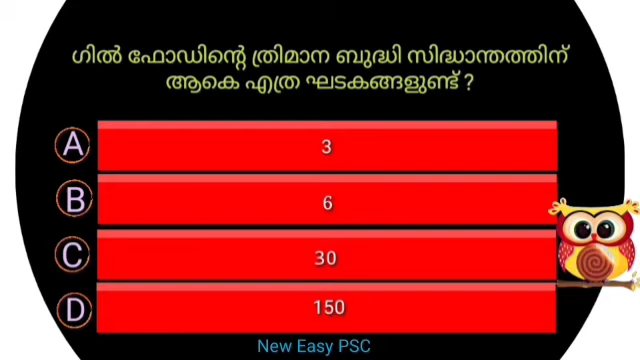 ഗിൽ ഫോഡിന്റെ ത്രിമാന ബുദ്ധി സിദ്ധാന്തത്തിന്
ആകെ എത്ര ഘടകങ്ങളുണ്ട് ?
A 3
B 6
C 30
D 150
New Easy PSC